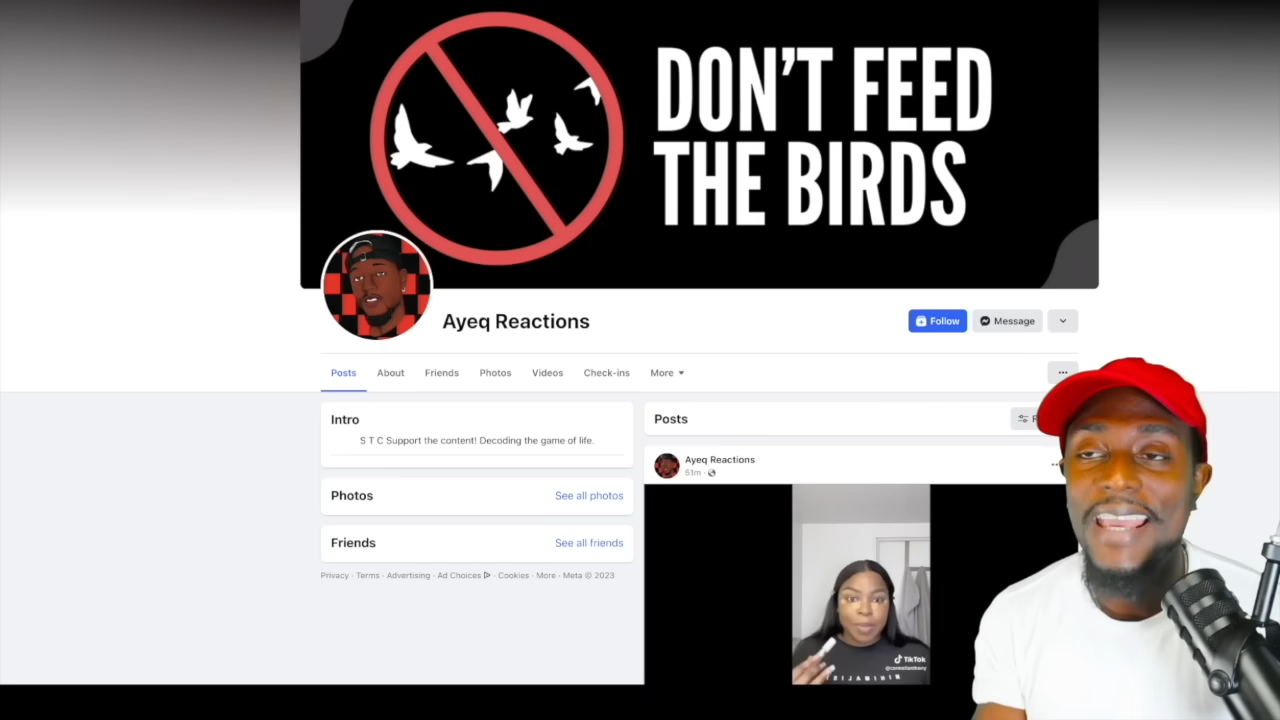 DON'T FEED
THE BIRDS
Ayeq Reactions
Follow
Message
Posts
About
Friends
Photos
Videos
Check-ins
More
Intro
S T C Support the content! Decoding the game of life.
Photos
See all photos
Friends
See all friends
Privacy · Terms · Advertising · Ad Choices · Cookies · More · Meta © 2023
Posts
Ayeq Reactions
51m
TikTok